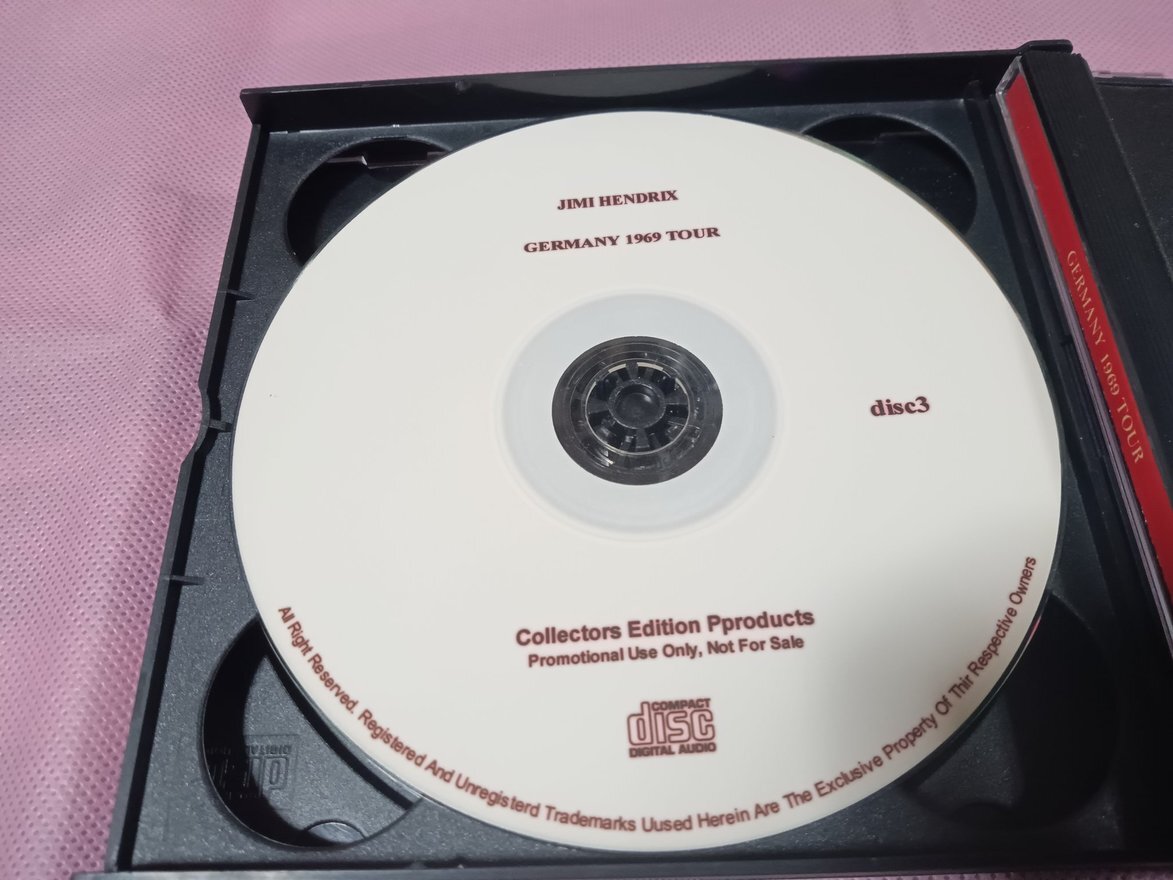 JIMI HENDRIX
GERMANY 1969 TOUR
disc3
Collectors Edition Pproducts
Promotional Use Only, Not For Sale
COMPACT
disc
DIGITAL AUDIO
All Right Reserved. Registered And Unregisterd Trademarks Uused Herein Are The Exclusive Property Of Thir Respective Owners
GERMANY 1969 TOUR